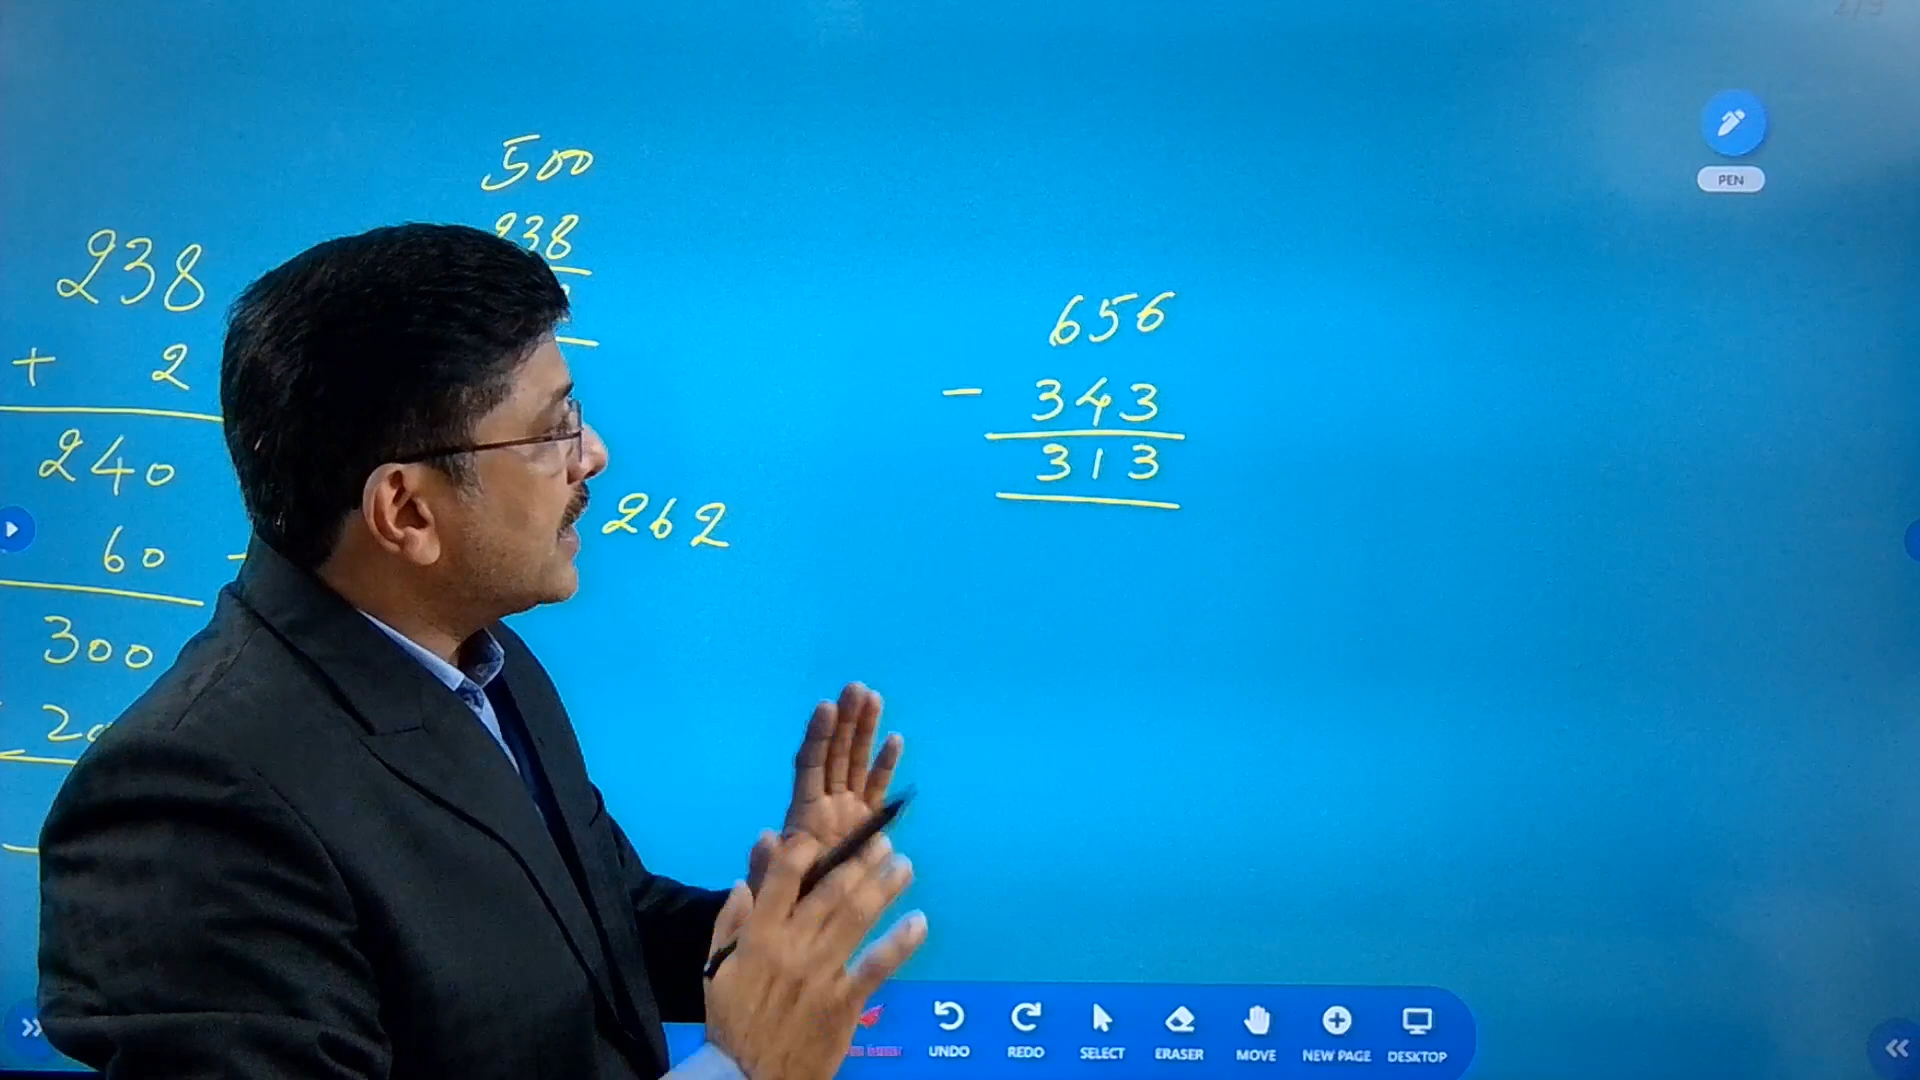 500
238
238
+ 2
240
60
300
262
656
- 343
313
PEN
UNDO
REDO
SELECT
ERASER
MOVE
NEW PAGE
DESKTOP